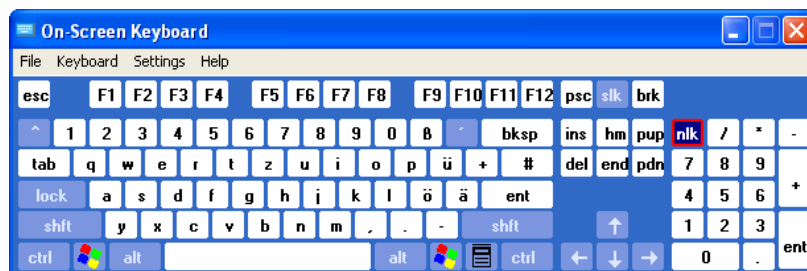 On-Screen Keyboard
File Keyboard Settings Help
esc F1 F2 F3 F4 F5 F6 F7 F8 F9 F10 F11 F12 psc slk brk
^ 1 2 3 4 5 6 7 8 9 0 ß ´ bksp ins hm pup nlk / * -
tab q w e r t z u i o p ü + # del end pdn 7 8 9 +
lock a s d f g h j k l ö ä ent 4 5 6
shft y x c v b n m , . - shft ↑ 1 2 3 ent
ctrl alt alt ctrl ← ↓ → 0 .